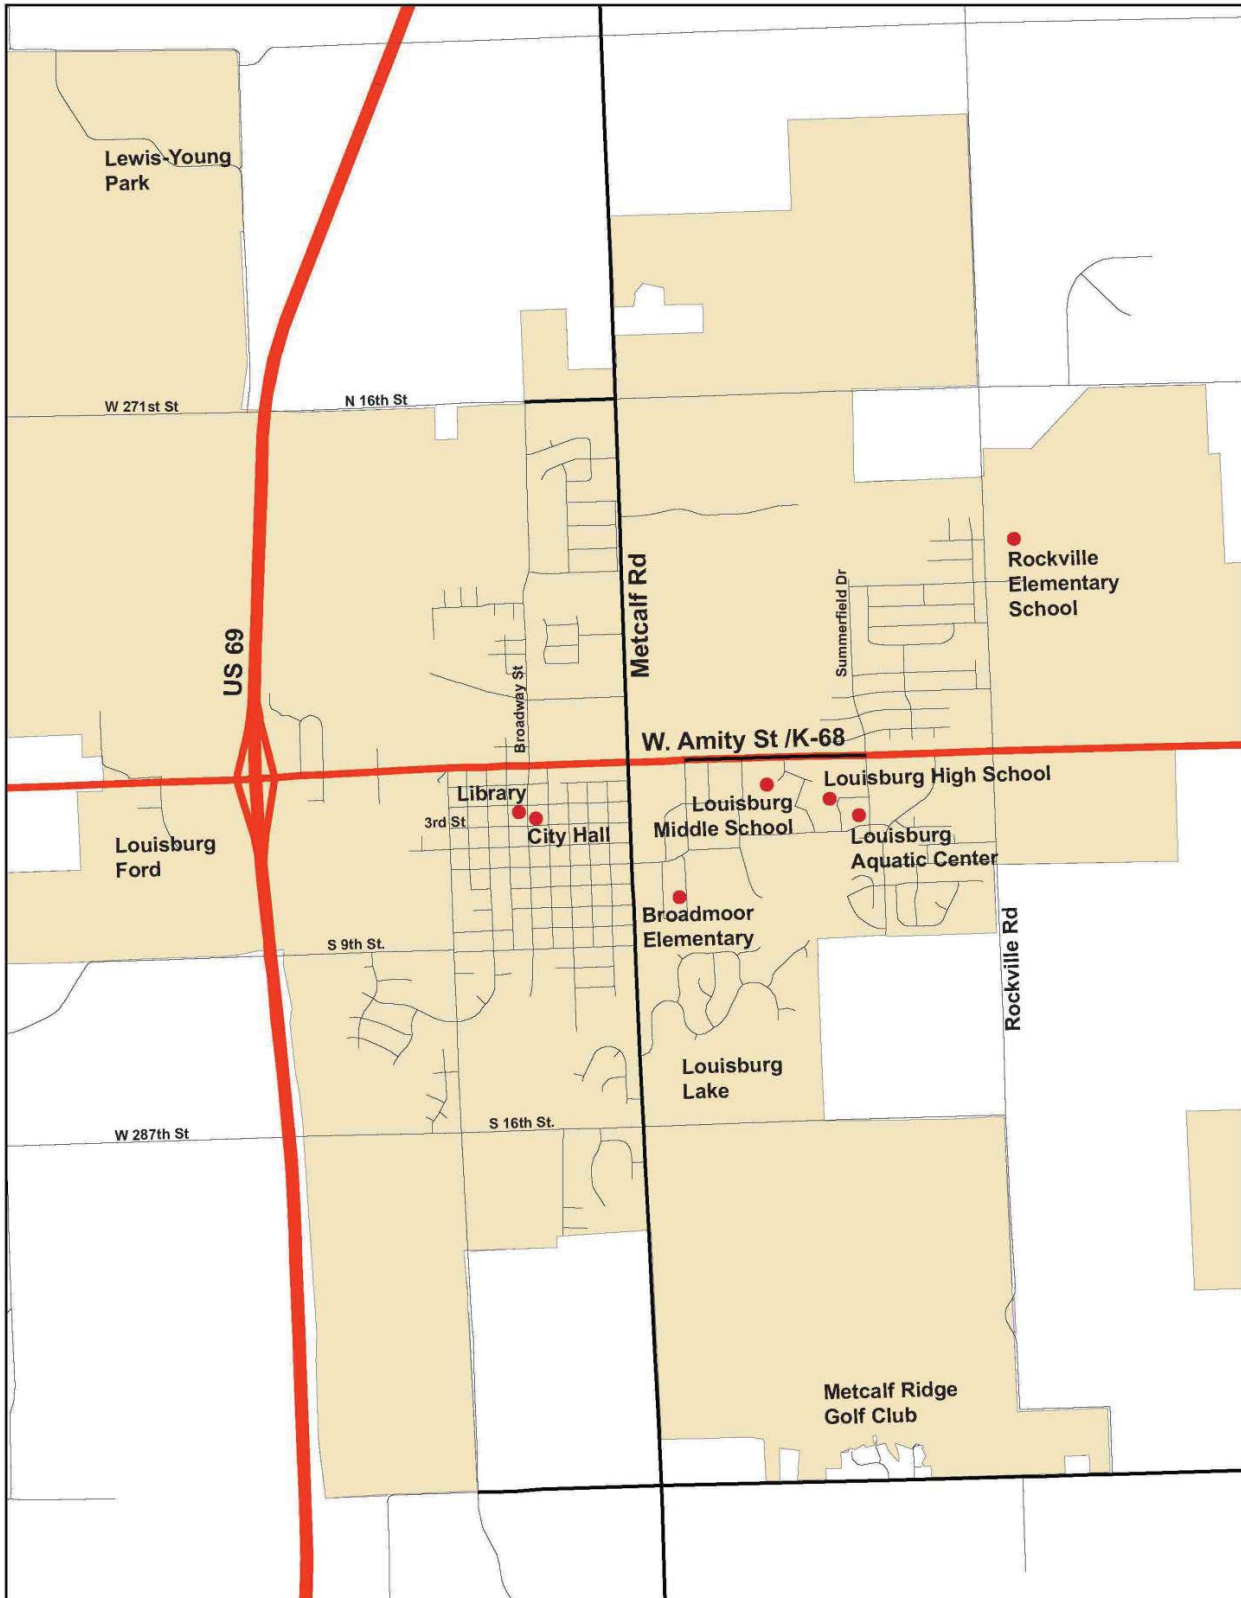 Lewis-Young
Park
W 271st St
N 16th St
Metcalf Rd
US 69
Broadway St
Summerfield Dr
Rockville
Elementary
School
W. Amity St /K-68
Louisburg High School
Library
Louisburg
Middle School
3rd St
City Hall
Louisburg
Aquatic Center
Louisburg
Ford
Broadmoor
Elementary
S 9th St.
Rockville Rd
Louisburg
Lake
W 287th St
S 16th St.
Metcalf Ridge
Golf Club